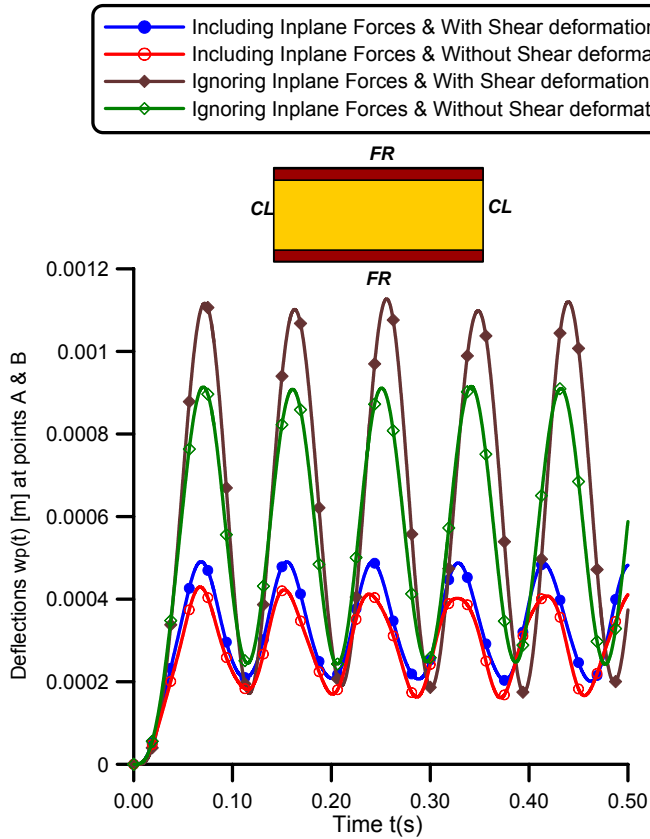 Including Inplane Forces & With Shear deformation
Including Inplane Forces & Without Shear
Ignoring Inplane Forces & With Shear deformation
Ignoring Inplane Forces & Without Shear
FR
CL
CL
FR
0.0012
0.001
0.0008
0.0006
0.0004
0.0002
0
Deflections wp(t) [m] at points A & B
0.00
0.10
0.20
0.30
0.40
0.50
Time t(s)